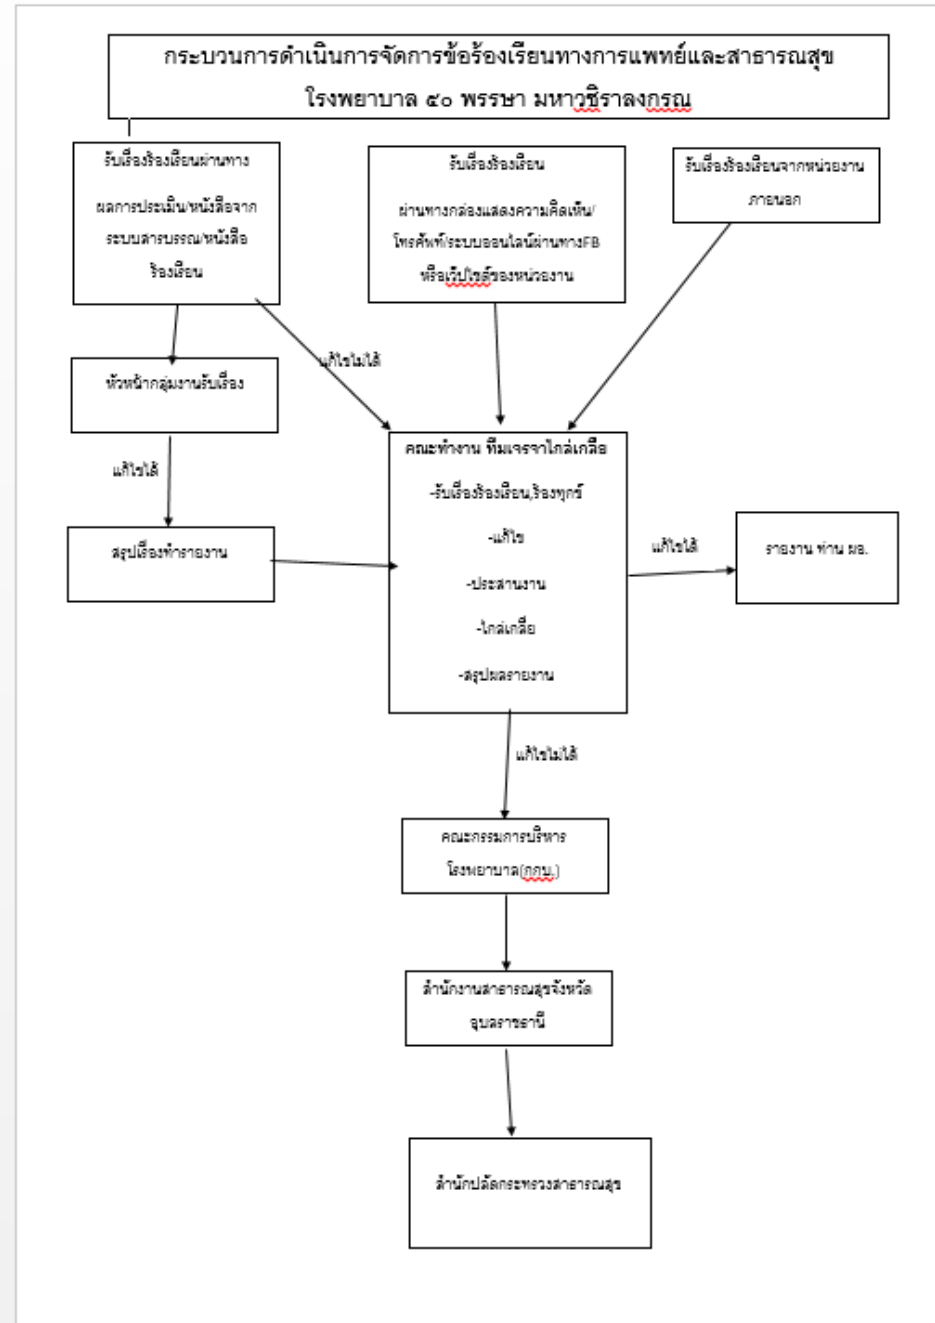 กระบวนการดำเนินการจัดการข้อร้องเรียนทางการแพทย์และสาธารณสุข
โรงพยาบาล ๕๐ พรรษา มหาวชิราลงกรณ
รับเรื่องร้องเรียนผ่านทาง
ผลการประเมิน/หนังสือจาก
ระบบสารบรรณ/หนังสือ
ร้องเรียน
รับเรื่องร้องเรียน
ผ่านทางกล่องแสดงความคิดเห็น/
โทรศัพท์/ระบบออนไลน์ผ่านทางFB
หรือเว็ปไซต์ของหน่วยงาน
รับเรื่องร้องเรียนจากหน่วยงาน
ภายนอก
แก้ไขไม่ได้
หัวหน้ากลุ่มงานรับเรื่อง
แก้ไขได้
สรุปเรื่องทำรายงาน
คณะทำงาน ทีมเจรจาไกล่เกลี่ย
-รับเรื่องร้องเรียน,ร้องทุกข์
-แก้ไข
-ประสานงาน
-ไกล่เกลี่ย
-สรุปผลรายงาน
แก้ไขได้
รายงาน ท่าน ผอ.
แก้ไขไม่ได้
คณะกรรมการบริหาร
โรงพยาบาล(กกบ.)
สำนักงานสาธารณสุขจังหวัด
อุบลราชธานี
สำนักปลัดกระทรวงสาธารณสุข